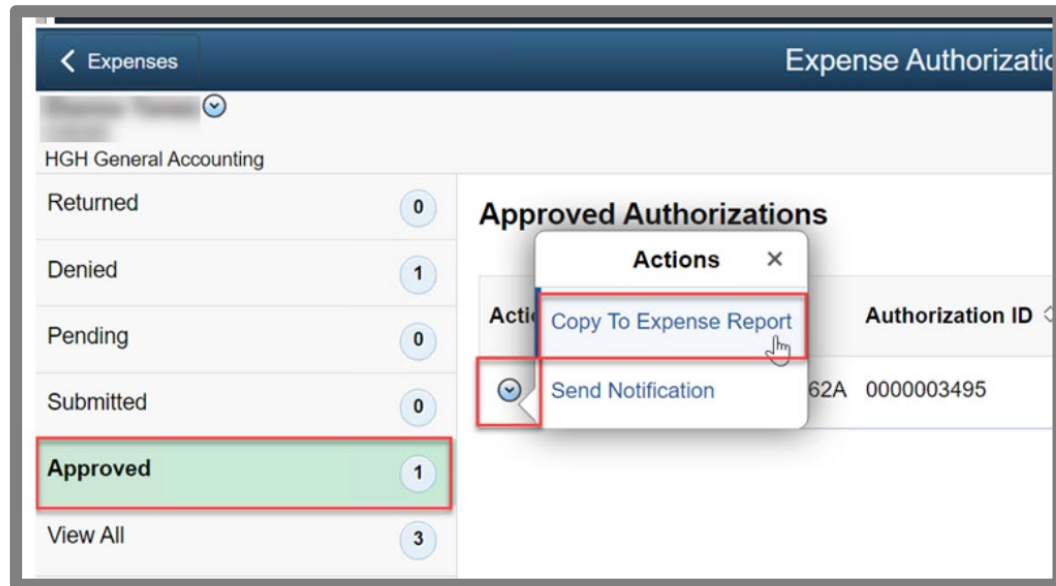 Expenses
Expense Authorizatio
HGH General Accounting
Returned 0
Denied 1
Pending 0
Submitted 0
Approved 1
View All 3
Approved Authorizations
Actions ×
Actio
Copy To Expense Report
Authorization ID
Send Notification
62A 0000003495